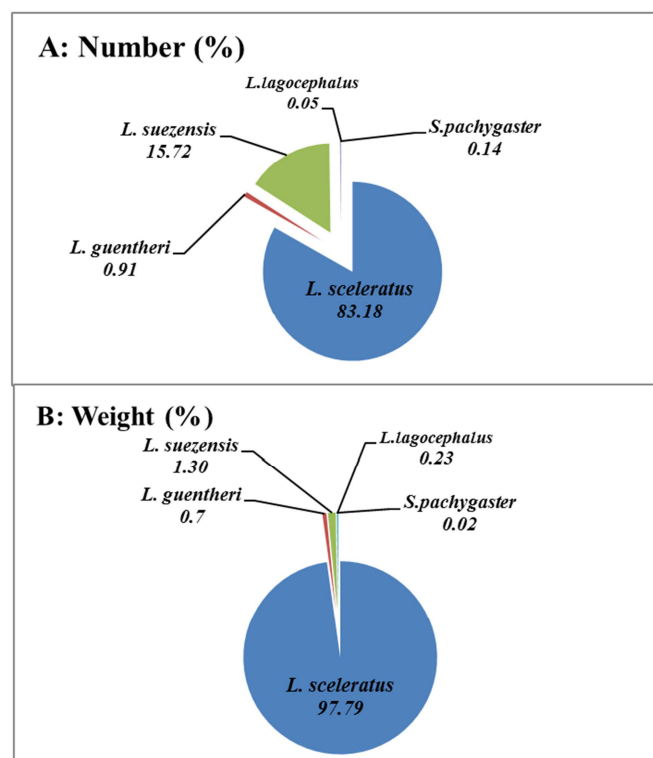 A: Number (%)
L.lagocephalus
0.05
L. suezensis
15.72
S.pachygaster
0.14
L. guentheri
0.91
L. sceleratus
83.18
B: Weight (%)
L. suezensis
1.30
L.lagocephalus
0.23
L. guentheri
0.7
S.pachygaster
0.02
L. sceleratus
97.79